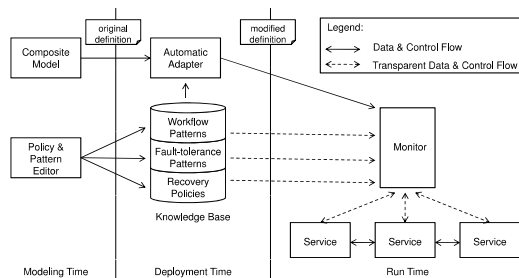 original
definition
modified
definition
Legend:
Data & Control Flow
Transparent Data & Control Flow
Composite
Model
Automatic
Adapter
Workflow
Patterns
Fault-tolerance
Patterns
Recovery
Policies
Knowledge Base
Policy &
Pattern
Editor
Monitor
Service
Service
Service
Modeling Time
Deployment Time
Run Time